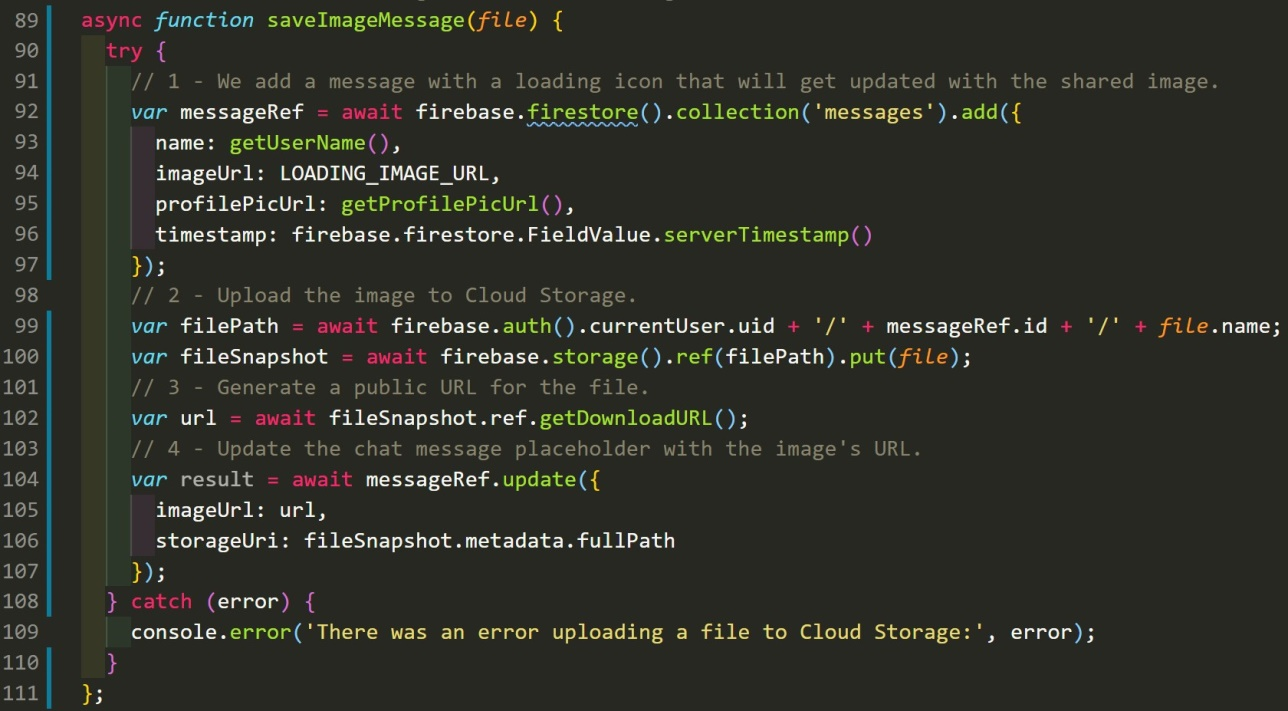 89 async function saveImageMessage(file) {
90 try {
91 // 1 - We add a message with a loading icon that will get updated with the shared image.
92 var messageRef = await firebase.firestore().collection('messages').add({
93 name: getUserName(),
94 imageUrl: LOADING_IMAGE_URL,
95 profilePicUrl: getProfilePicUrl(),
96 timestamp: firebase.firestore.FieldValue.serverTimestamp()
97 });
98 // 2 - Upload the image to Cloud Storage.
99 var filePath = await firebase.auth().currentUser.uid + '/' + messageRef.id + '/' + file.name;
100 var fileSnapshot = await firebase.storage().ref(filePath).put(file);
101 // 3 - Generate a public URL for the file.
102 var url = await fileSnapshot.ref.getDownloadURL();
103 // 4 - Update the chat message placeholder with the image's URL.
104 var result = await messageRef.update({
105 imageUrl: url,
106 storageUri: fileSnapshot.metadata.fullPath
107 });
108 } catch (error) {
109 console.error('There was an error uploading a file to Cloud Storage:', error);
110 }
111 };